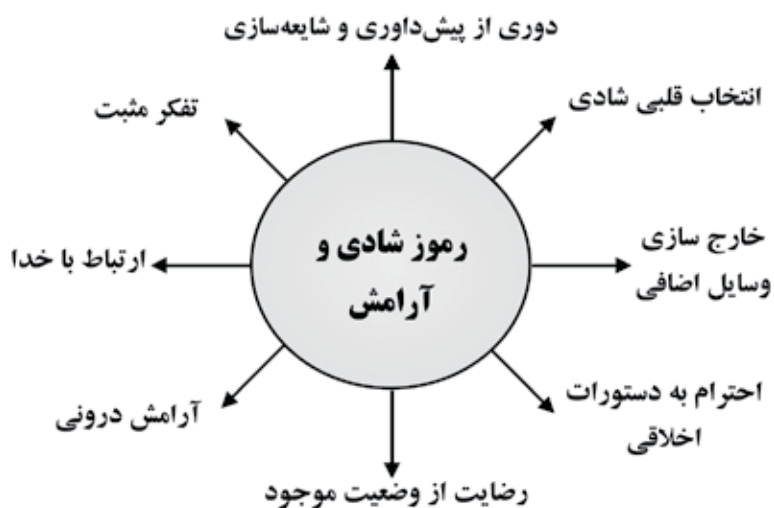 دوری از پیش‌داوری و شایعه‌سازی
انتخاب قلبی شادی
تفکر مثبت
رموز شادی و
آرامش
خارج سازی
وسایل اضافی
ارتباط با خدا
احترام به دستورات
اخلاقی
آرامش درونی
رضایت از وضعیت موجود